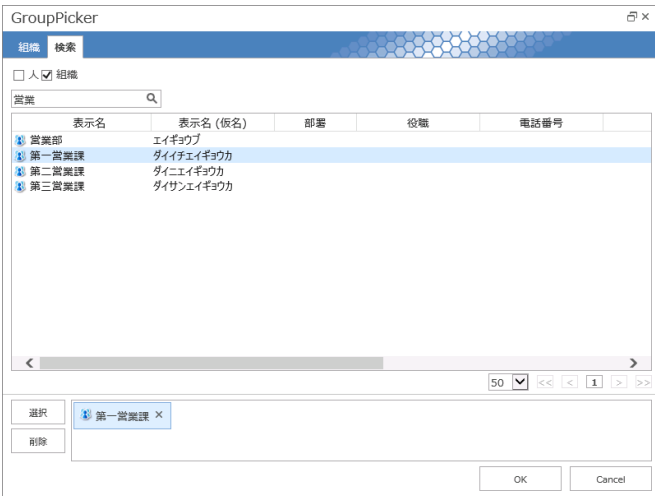 GroupPicker
組織 検索
人 組織
営業
表示名 表示名 (仮名) 部署 役職 電話番号
営業部 エイギョウブ
第一営業課 ダイイチエイギョウカ
第二営業課 ダイニエイギョウカ
第三営業課 ダイサンエイギョウカ
50 << < 1 > >>
選択 第一営業課 ×
削除
OK Cancel